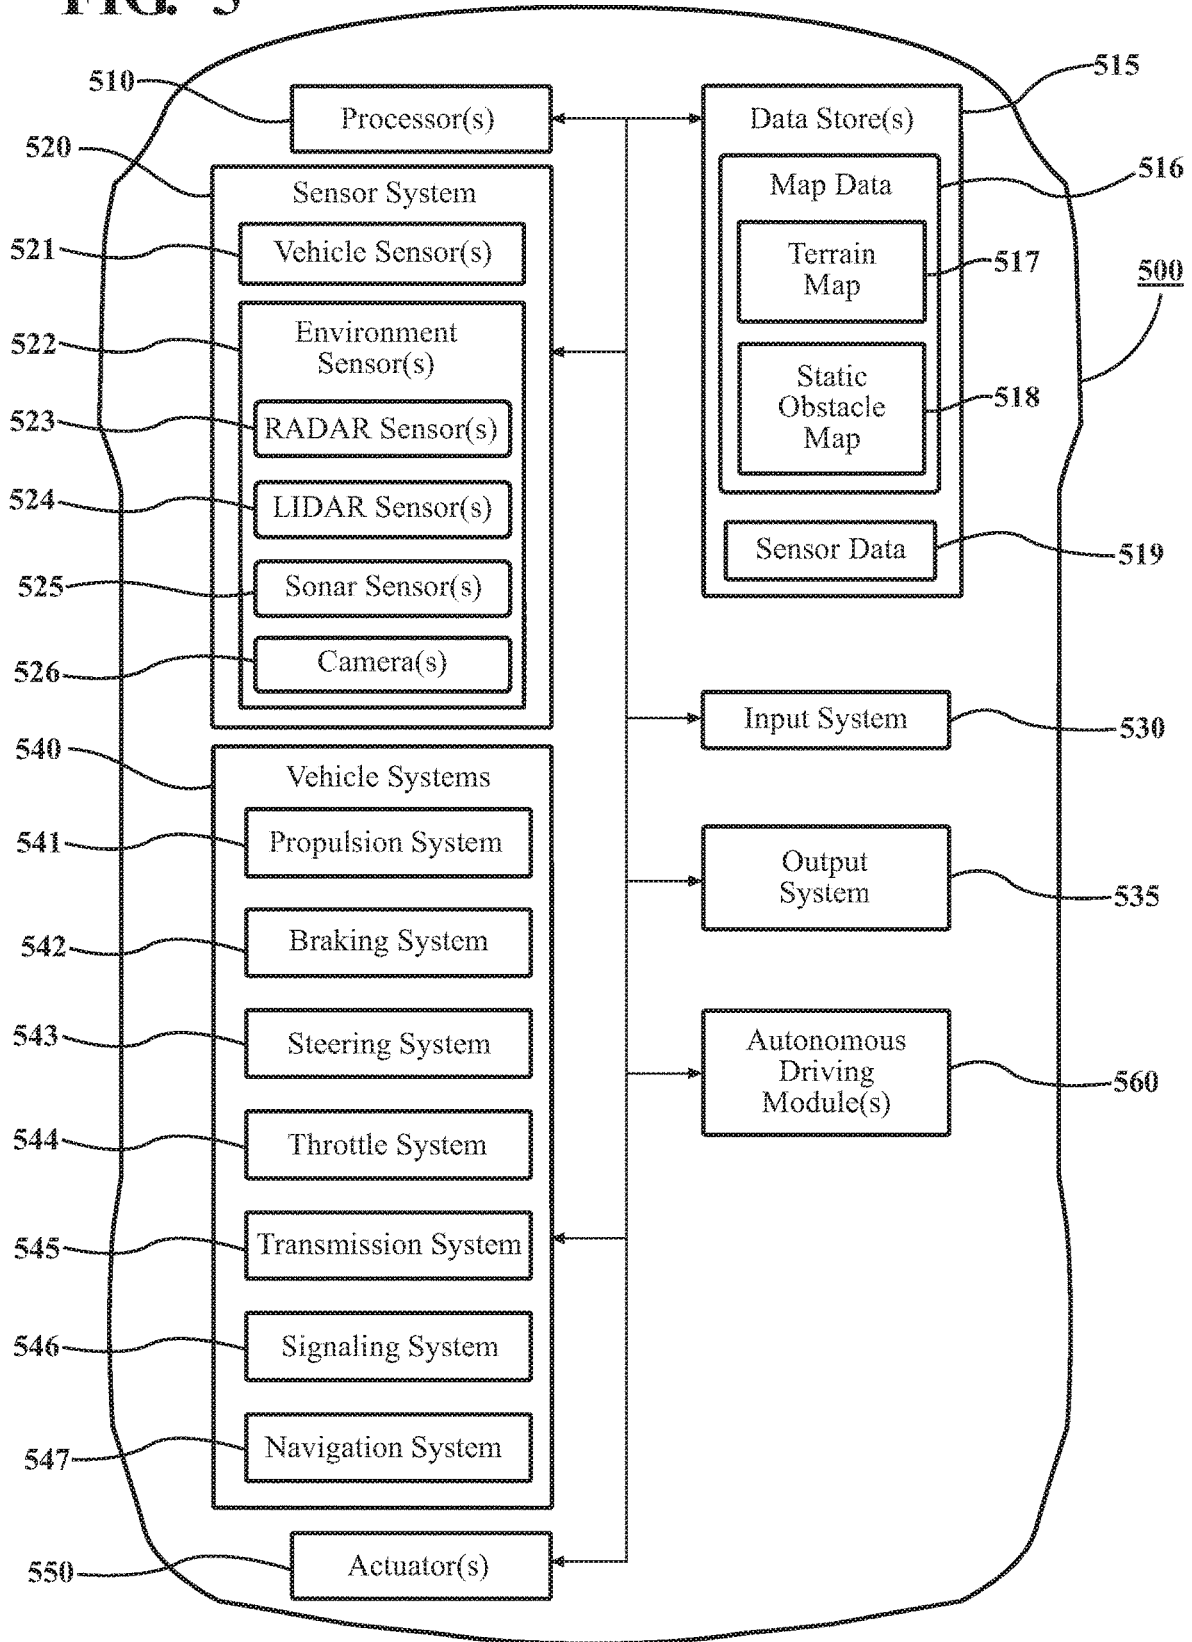 FIG. 5
510
Processor(s)
520
Sensor System
521
Vehicle Sensor(s)
522
Environment
Sensor(s)
523
RADAR Sensor(s)
524
LIDAR Sensor(s)
525
Sonar Sensor(s)
526
Camera(s)
540
Vehicle Systems
541
Propulsion System
542
Braking System
543
Steering System
544
Throttle System
545
Transmission System
546
Signaling System
547
Navigation System
550
Actuator(s)
515
Data Store(s)
516
Map Data
Terrain
Map
517
500
Static
Obstacle
Map
518
Sensor Data
519
Input System
530
Output
System
535
Autonomous
Driving
Module(s)
560